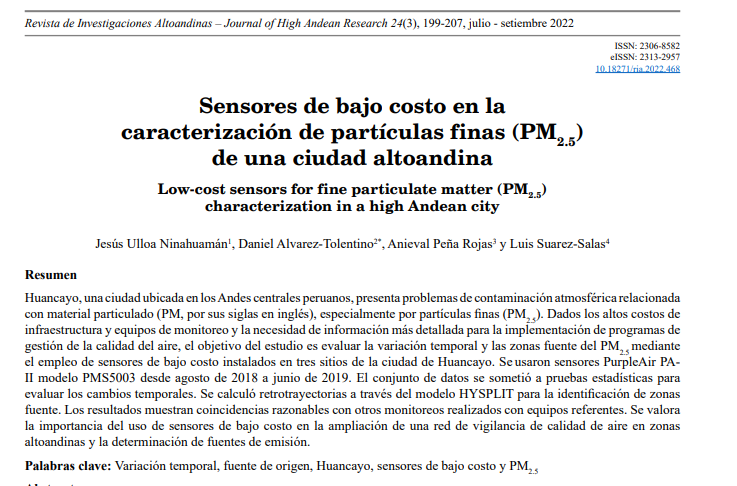 Revista de Investigaciones Altoandinas – Journal of High Andean Research 24(3), 199-207, julio - setiembre 2022
ISSN: 2306-8582
eISSN: 2313-2957
10.18271/ria.2022.468
Sensores de bajo costo en la
caracterización de partículas finas (PM2.5)
de una ciudad altoandina
Low-cost sensors for fine particulate matter (PM2.5)
characterization in a high Andean city
Jesús Ulloa Ninahuamán1, Daniel Alvarez-Tolentino2*, Anieval Peña Rojas3 y Luis Suarez-Salas4
Resumen
Huancayo, una ciudad ubicada en los Andes centrales peruanos, presenta problemas de contaminación atmosférica relacionada
con material particulado (PM, por sus siglas en inglés), especialmente por partículas finas (PM2.5). Dados los altos costos de
infraestructura y equipos de monitoreo y la necesidad de información más detallada para la implementación de programas de
gestión de la calidad del aire, el objetivo del estudio es evaluar la variación temporal y las zonas fuente del PM2.5 mediante
el empleo de sensores de bajo costo instalados en tres sitios de la ciudad de Huancayo. Se usaron sensores PurpleAir PA-
II modelo PMS5003 desde agosto de 2018 a junio de 2019. El conjunto de datos se sometió a pruebas estadísticas para
evaluar los cambios temporales. Se calculó retrotrayectorias a través del modelo HYSPLIT para la identificación de zonas
fuente. Los resultados muestran coincidencias razonables con otros monitoreos realizados con equipos referentes. Se valora
la importancia del uso de sensores de bajo costo en la ampliación de una red de vigilancia de calidad de aire en zonas
altoandinas y la determinación de fuentes de emisión.
Palabras clave: Variación temporal, fuente de origen, Huancayo, sensores de bajo costo y PM2.5